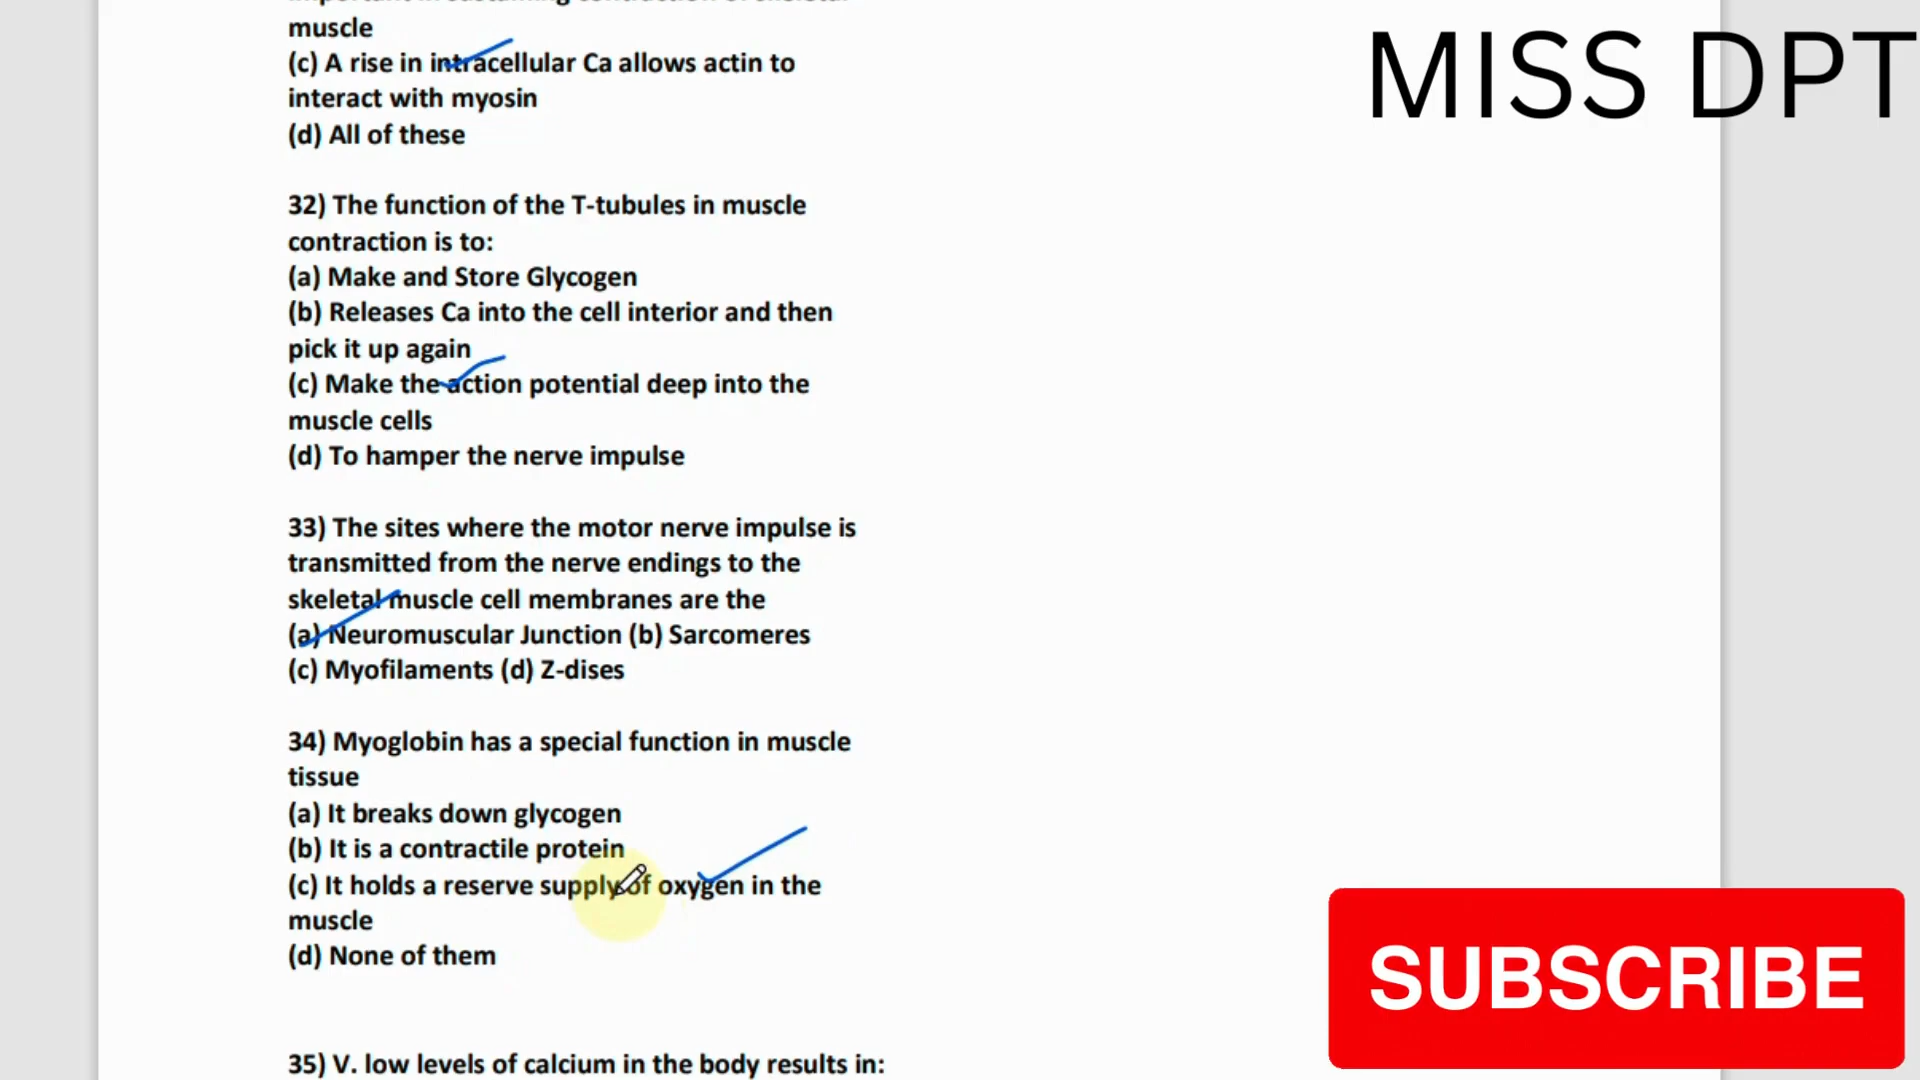 muscle
(c) A rise in intracellular Ca allows actin to
interact with myosin
(d) All of these
32) The function of the T-tubules in muscle
contraction is to:
(a) Make and Store Glycogen
(b) Releases Ca into the cell interior and then
pick it up again
(c) Make the action potential deep into the
muscle cells
(d) To hamper the nerve impulse
33) The sites where the motor nerve impulse is
transmitted from the nerve endings to the
skeletal muscle cell membranes are the
(a) Neuromuscular Junction (b) Sarcomeres
(c) Myofilaments (d) Z-dises
34) Myoglobin has a special function in muscle
tissue
(a) It breaks down glycogen
(b) It is a contractile protein
(c) It holds a reserve supply of oxygen in the
muscle
(d) None of them
35) V. low levels of calcium in the body results in:
MISS DPT
SUBSCRIBE